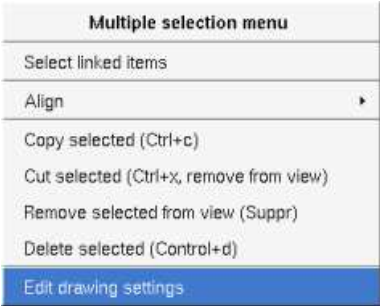 Multiple selection menu
Select linked items
Align
Copy selected (Ctrl+c)
Cut selected (Ctrl+x, remove from view)
Remove selected from view (Suppr)
Delete selected (Control+d)
Edit drawing settings